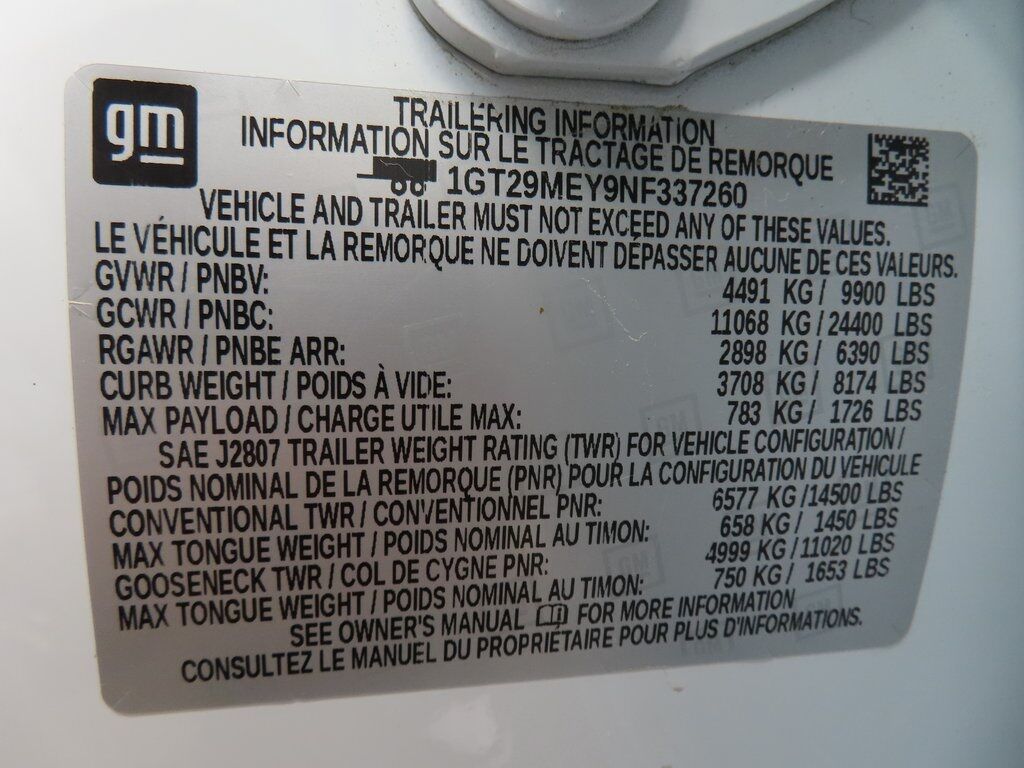 gm
TRAILERING INFORMATION
INFORMATION SUR LE TRACTAGE DE REMORQUE
1GT29MEY9NF337260
VEHICLE AND TRAILER MUST NOT EXCEED ANY OF THESE VALUES.
LE VÉHICULE ET LA REMORQUE NE DOIVENT DÉPASSER AUCUNE DE CES VALEURS.
GVWR / PNBV: 4491 KG / 9900 LBS
GCWR / PNBC: 11068 KG / 24400 LBS
RGAWR / PNBE ARR: 2898 KG / 6390 LBS
CURB WEIGHT / POIDS À VIDE: 3708 KG / 8174 LBS
MAX PAYLOAD / CHARGE UTILE MAX: 783 KG / 1726 LBS
SAE J2807 TRAILER WEIGHT RATING (TWR) FOR VEHICLE CONFIGURATION /
POIDS NOMINAL DE LA REMORQUE (PNR) POUR LA CONFIGURATION DU VÉHICULE
CONVENTIONAL TWR / CONVENTIONNEL PNR: 6577 KG /14500 LBS
MAX TONGUE WEIGHT / POIDS NOMINAL AU TIMON: 658 KG / 1450 LBS
GOOSENECK TWR / COL DE CYGNE PNR: 4999 KG /11020 LBS
MAX TONGUE WEIGHT / POIDS NOMINAL AU TIMON: 750 KG / 1653 LBS
SEE OWNER'S MANUAL FOR MORE INFORMATION
CONSULTEZ LE MANUEL DU PROPRIÉTAIRE POUR PLUS D'INFORMATIONS.